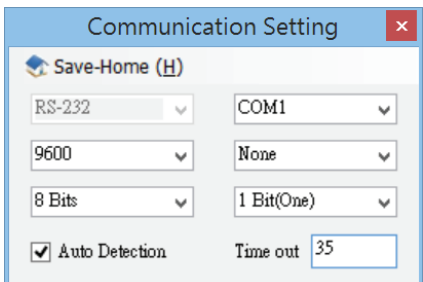 Communication Setting
Save-Home (H)
RS-232 COM1
9600 None
8 Bits 1 Bit(One)
Auto Detection Time out 35